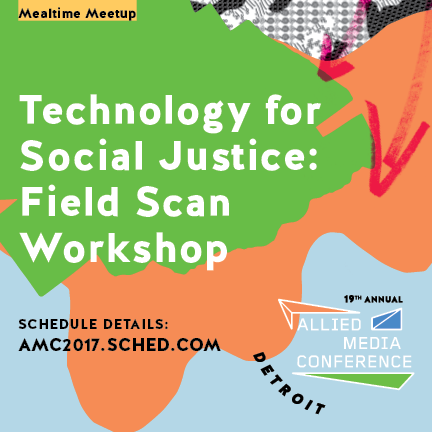 Mealtime Meetup
Technology for
Social Justice:
Field Scan
Workshop
SCHEDULE DETAILS:
AMC2017.SCHED.COM
19TH ANNUAL
ALLIED
MEDIA
CONFERENCE
DETROIT